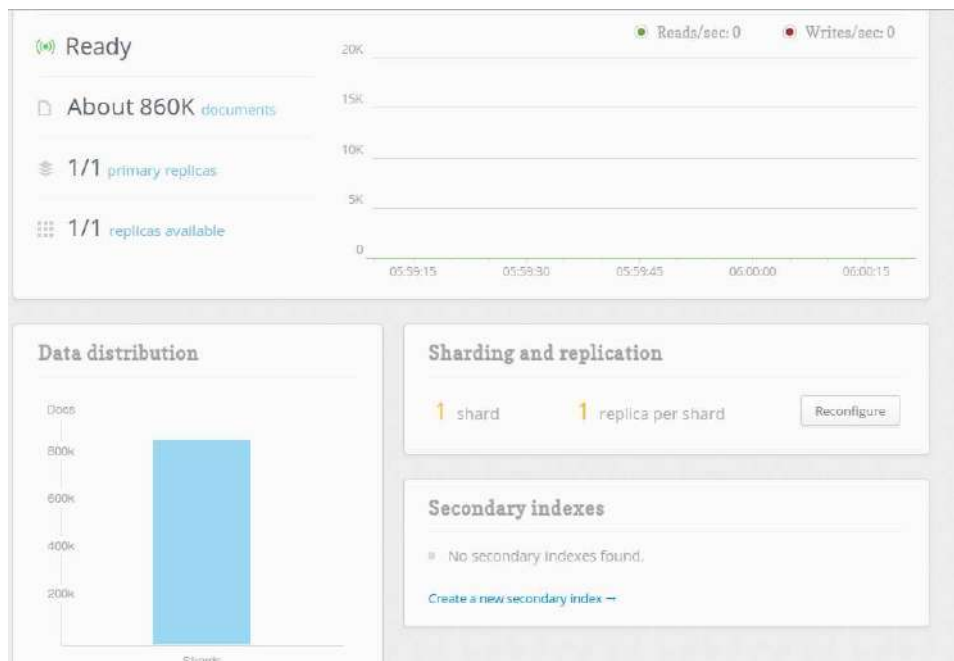 Ready
About 860K documents
1/1 primary replicas
1/1 replicas available
Reads/sec: 0 Writes/sec: 0
20K
15K
10K
5K
0
05:59:15 05:59:30 05:59:45 06:00:00 06:00:15
Data distribution
Docs
800k
600k
400k
200k
Shards
Sharding and replication
1 shard 1 replica per shard Reconfigure
Secondary indexes
No secondary indexes found.
Create a new secondary index →